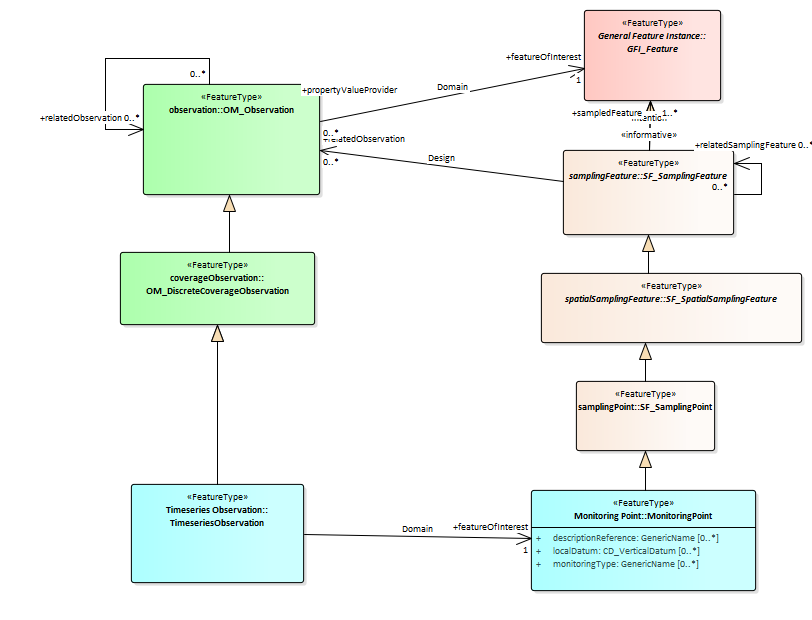 «FeatureType»
General Feature Instance::
GFI_Feature
+featureOfInterest
1
Domain
+propertyValueProvider
0..*
0..*
+relatedObservation 0..*
«FeatureType»
observation::OM_Observation
+relatedObservation
0..*
Design
+sampledFeature
1..*
«informative»
+relatedSamplingFeature 0..*
0..*
«FeatureType»
samplingFeature::SF_SamplingFeature
«FeatureType»
coverageObservation::
OM_DiscreteCoverageObservation
«FeatureType»
spatialSamplingFeature::SF_SpatialSamplingFeature
«FeatureType»
samplingPoint::SF_SamplingPoint
«FeatureType»
Timeseries Observation::
TimeseriesObservation
Domain
+featureOfInterest
1
«FeatureType»
Monitoring Point::MonitoringPoint
+ descriptionReference: GenericName [0..*]
+ localDatum: CD_VerticalDatum [0..*]
+ monitoringType: GenericName [0..*]